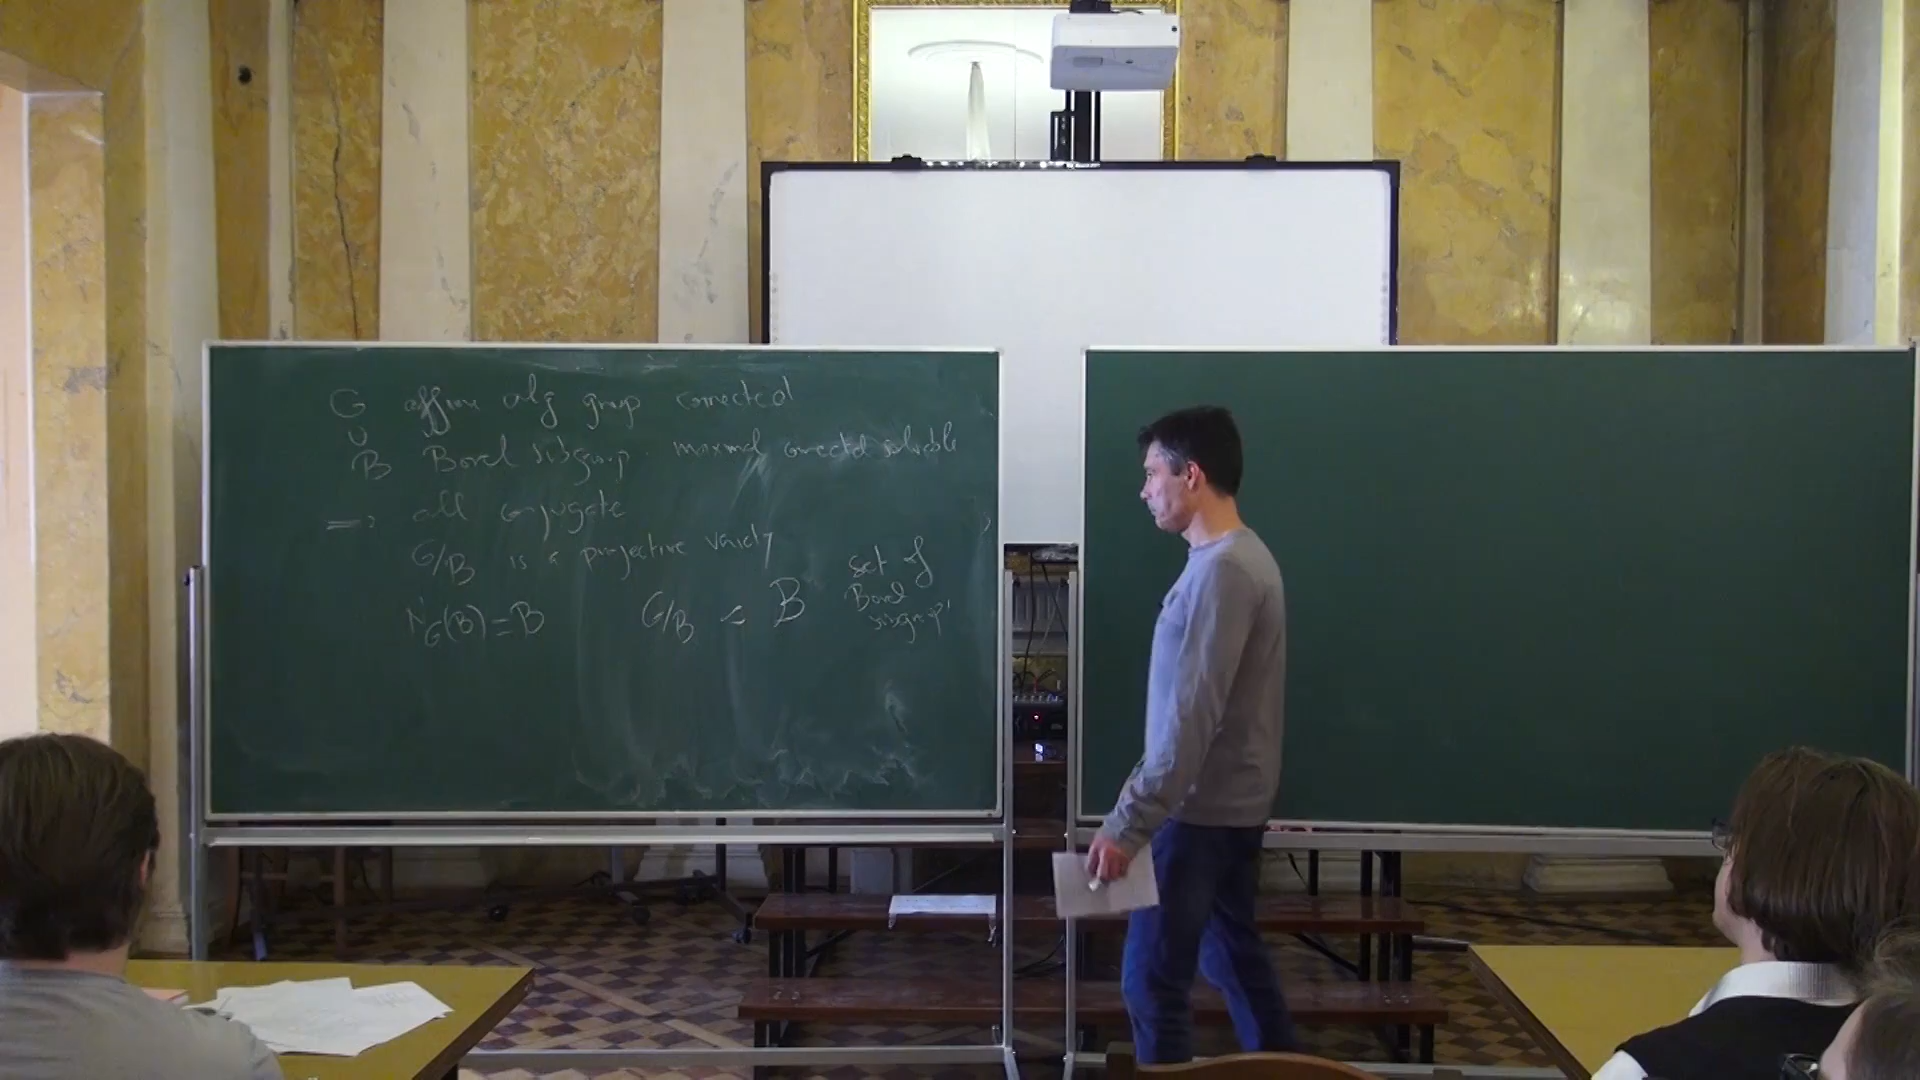 G affine alg group connected
∪
B Borel subgroup. maximal connected solvable
=> all conjugate
G/B is a projective variety
N_G(B) = B G/B ≃ B set of
Borel
subgroups